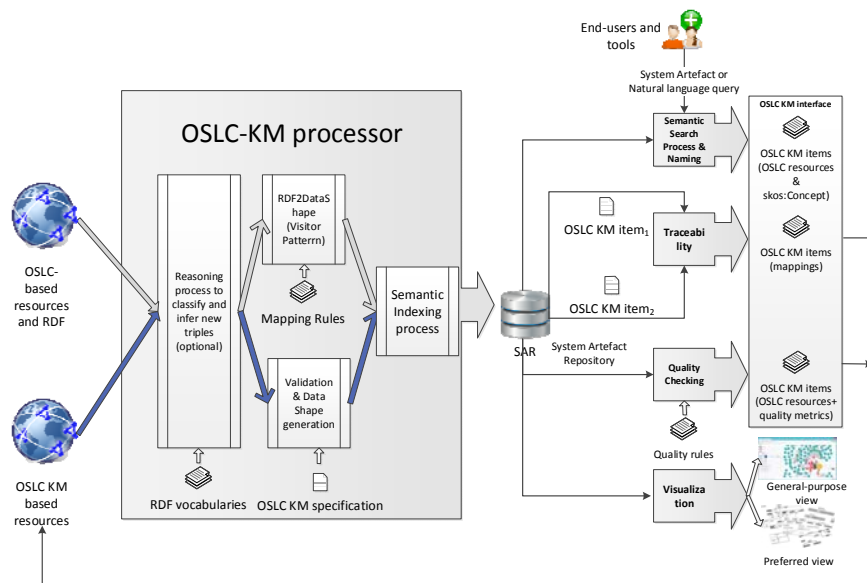 End-users and
tools
System Artefact or
Natural language query
OSLC-KM processor
OSLC KM interface
Semantic
Search
Process &
Naming
OSLC KM items
(OSLC resources
&
skos:Concept)
RDF2DataS
hape
(Visitor
Patterrn)
OSLC-
based
resources
and RDF
Reasoning
process to
classify and
infer new
triples
(optional)
Mapping Rules
Semantic
Indexing
process
OSLC KM item1
Traceabi
lity
OSLC KM items
(mappings)
OSLC KM item2
SAR
System Artefact
Repository
Validation
& Data
Shape
generation
Quality
Checking
OSLC KM items
(OSLC resources+
quality metrics)
Quality rules
OSLC KM
based
resources
RDF vocabularies
OSLC KM specification
Visualiza
tion
General-purpose
view
Preferred view